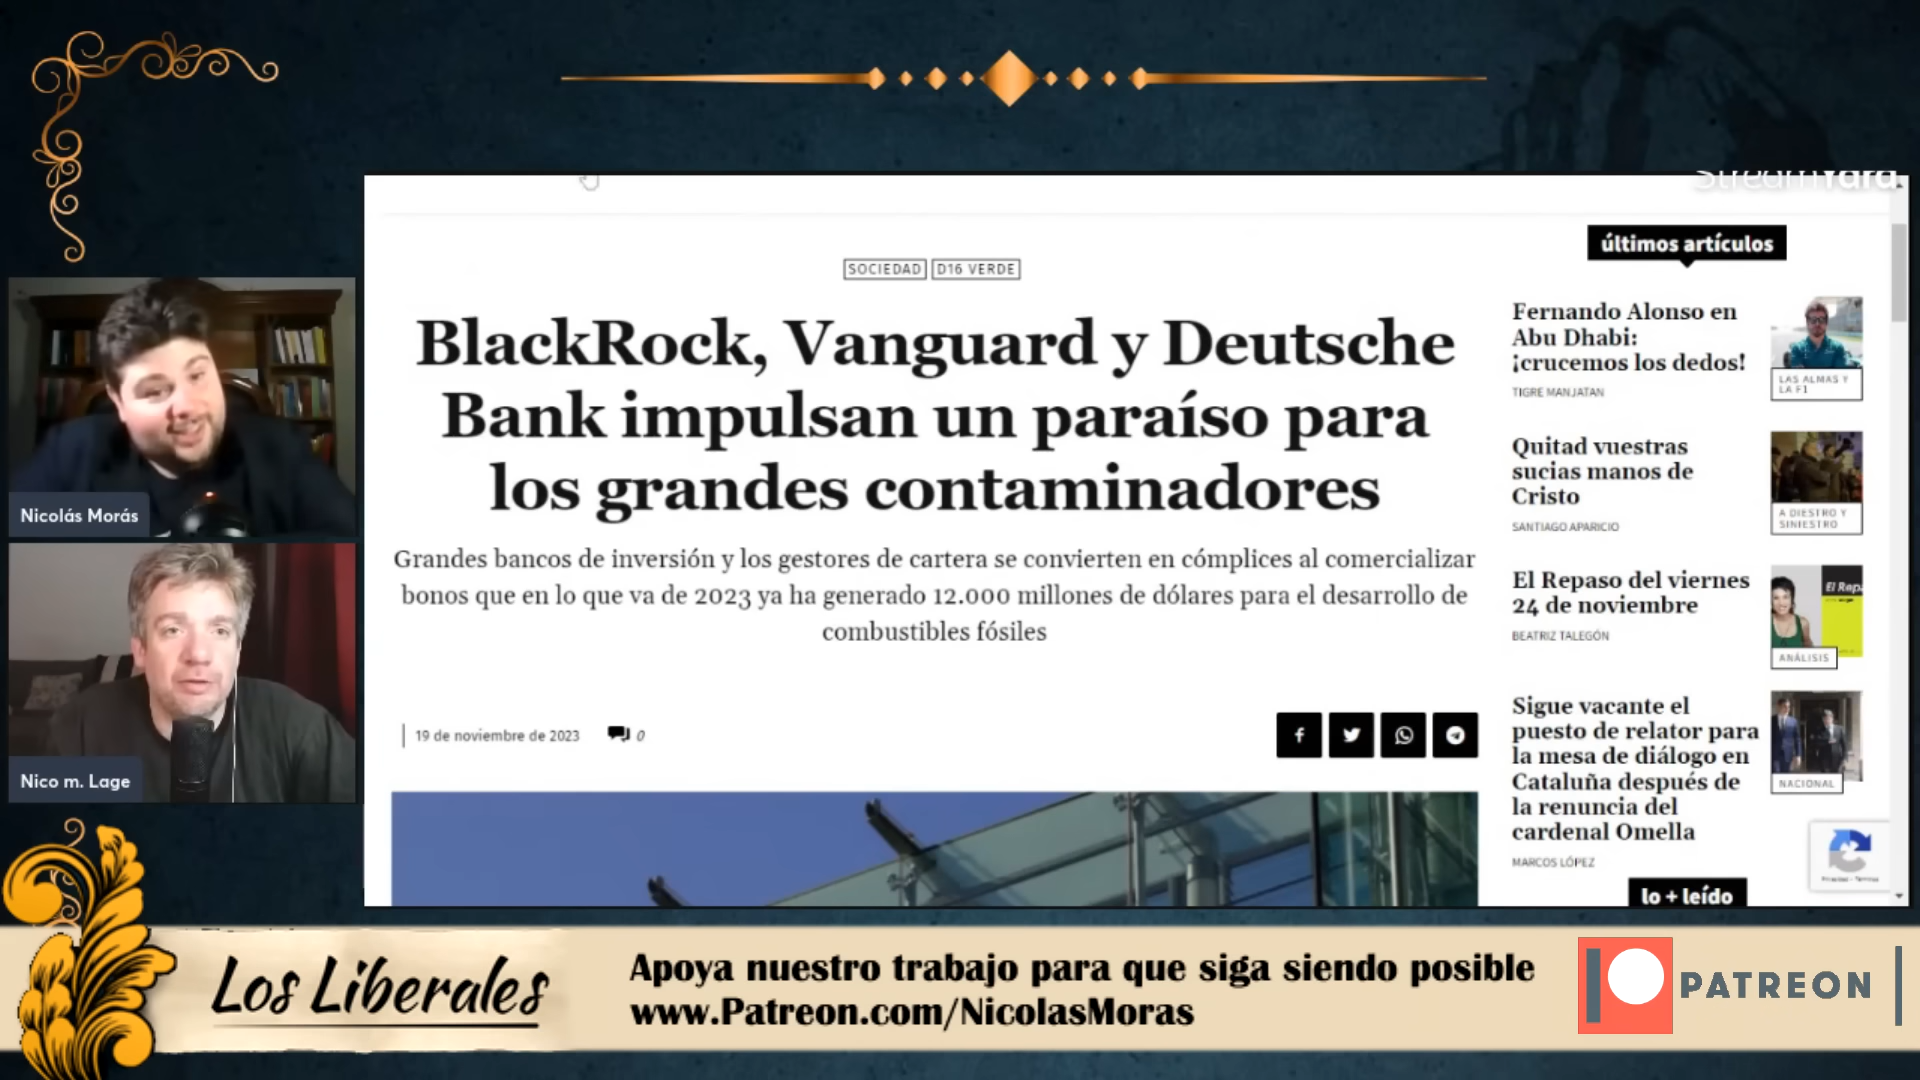 StreamYard
SOCIEDAD D16 VERDE
BlackRock, Vanguard y Deutsche
Bank impulsan un paraíso para
los grandes contaminadores
Grandes bancos de inversión y los gestores de cartera se convierten en cómplices al comercializar
bonos que en lo que va de 2023 ya ha generado 12.000 millones de dólares para el desarrollo de
combustibles fósiles
19 de noviembre de 2023
0
últimos artículos
Fernando Alonso en
Abu Dhabi:
¡crucemos los dedos!
TIGRE MANJATAN
LAS ALMAS Y
LA F1
Quitad vuestras
sucias manos de
Cristo
SANTIAGO APARICIO
A DIESTRO Y
SINIESTRO
El Repaso del viernes
24 de noviembre
BEATRIZ TALEGÓN
El Repa
ANÁLISIS
Sigue vacante el
puesto de relator para
la mesa de diálogo en
Cataluña después de
la renuncia del
cardenal Omella
MARCOS LÓPEZ
NACIONAL
lo + leído
Nicolás Morás
Nico m. Lage
Los Liberales
Apoya nuestro trabajo para que siga siendo posible
www.Patreon.com/NicolasMoras
PATREON